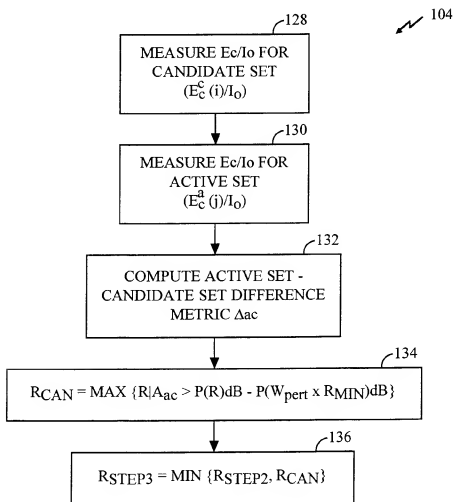 104
128
MEASURE Ec/Io FOR
CANDIDATE SET
(E_c^c (i)/I_o)
130
MEASURE Ec/Io FOR
ACTIVE SET
(E_c^a (j)/I_o)
132
COMPUTE ACTIVE SET -
CANDIDATE SET DIFFERENCE
METRIC Δac
134
R_CAN = MAX {R|A_ac > P(R)dB - P(W_pert x R_MIN)dB}
136
R_STEP3 = MIN {R_STEP2, R_CAN}